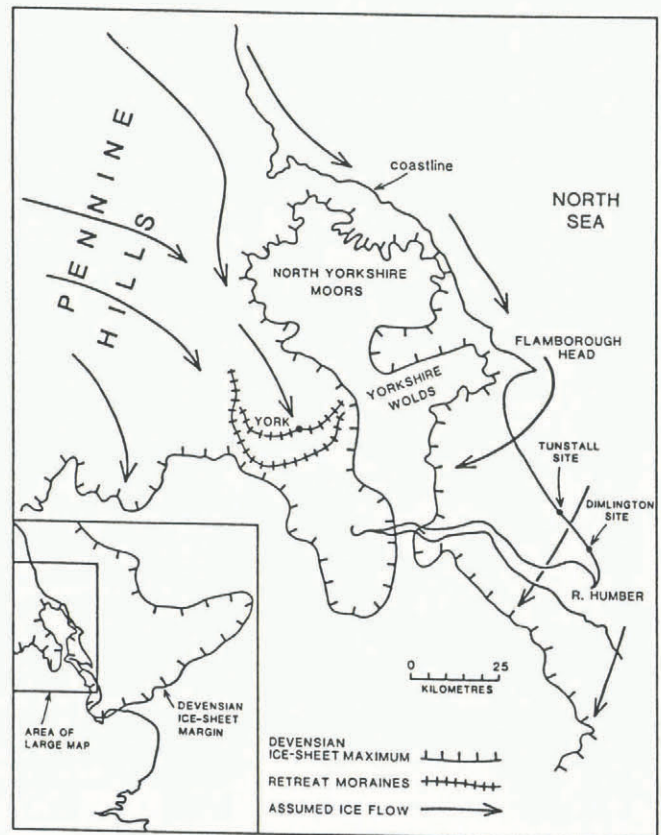 PENNINE
HILLS
coastline
NORTH
SEA
NORTH YORKSHIRE
MOORS
FLAMBOROUGH
HEAD
YORKSHIRE
WOLDS
YORK
TUNSTALL
SITE
DIMLINGTON
SITE
R. HUMBER
0 25
KILOMETRES
AREA OF
LARGE MAP
DEVENSIAN
ICE-SHEET
MARGIN
DEVENSIAN
ICE-SHEET MAXIMUM
RETREAT MORAINES
ASSUMED ICE FLOW